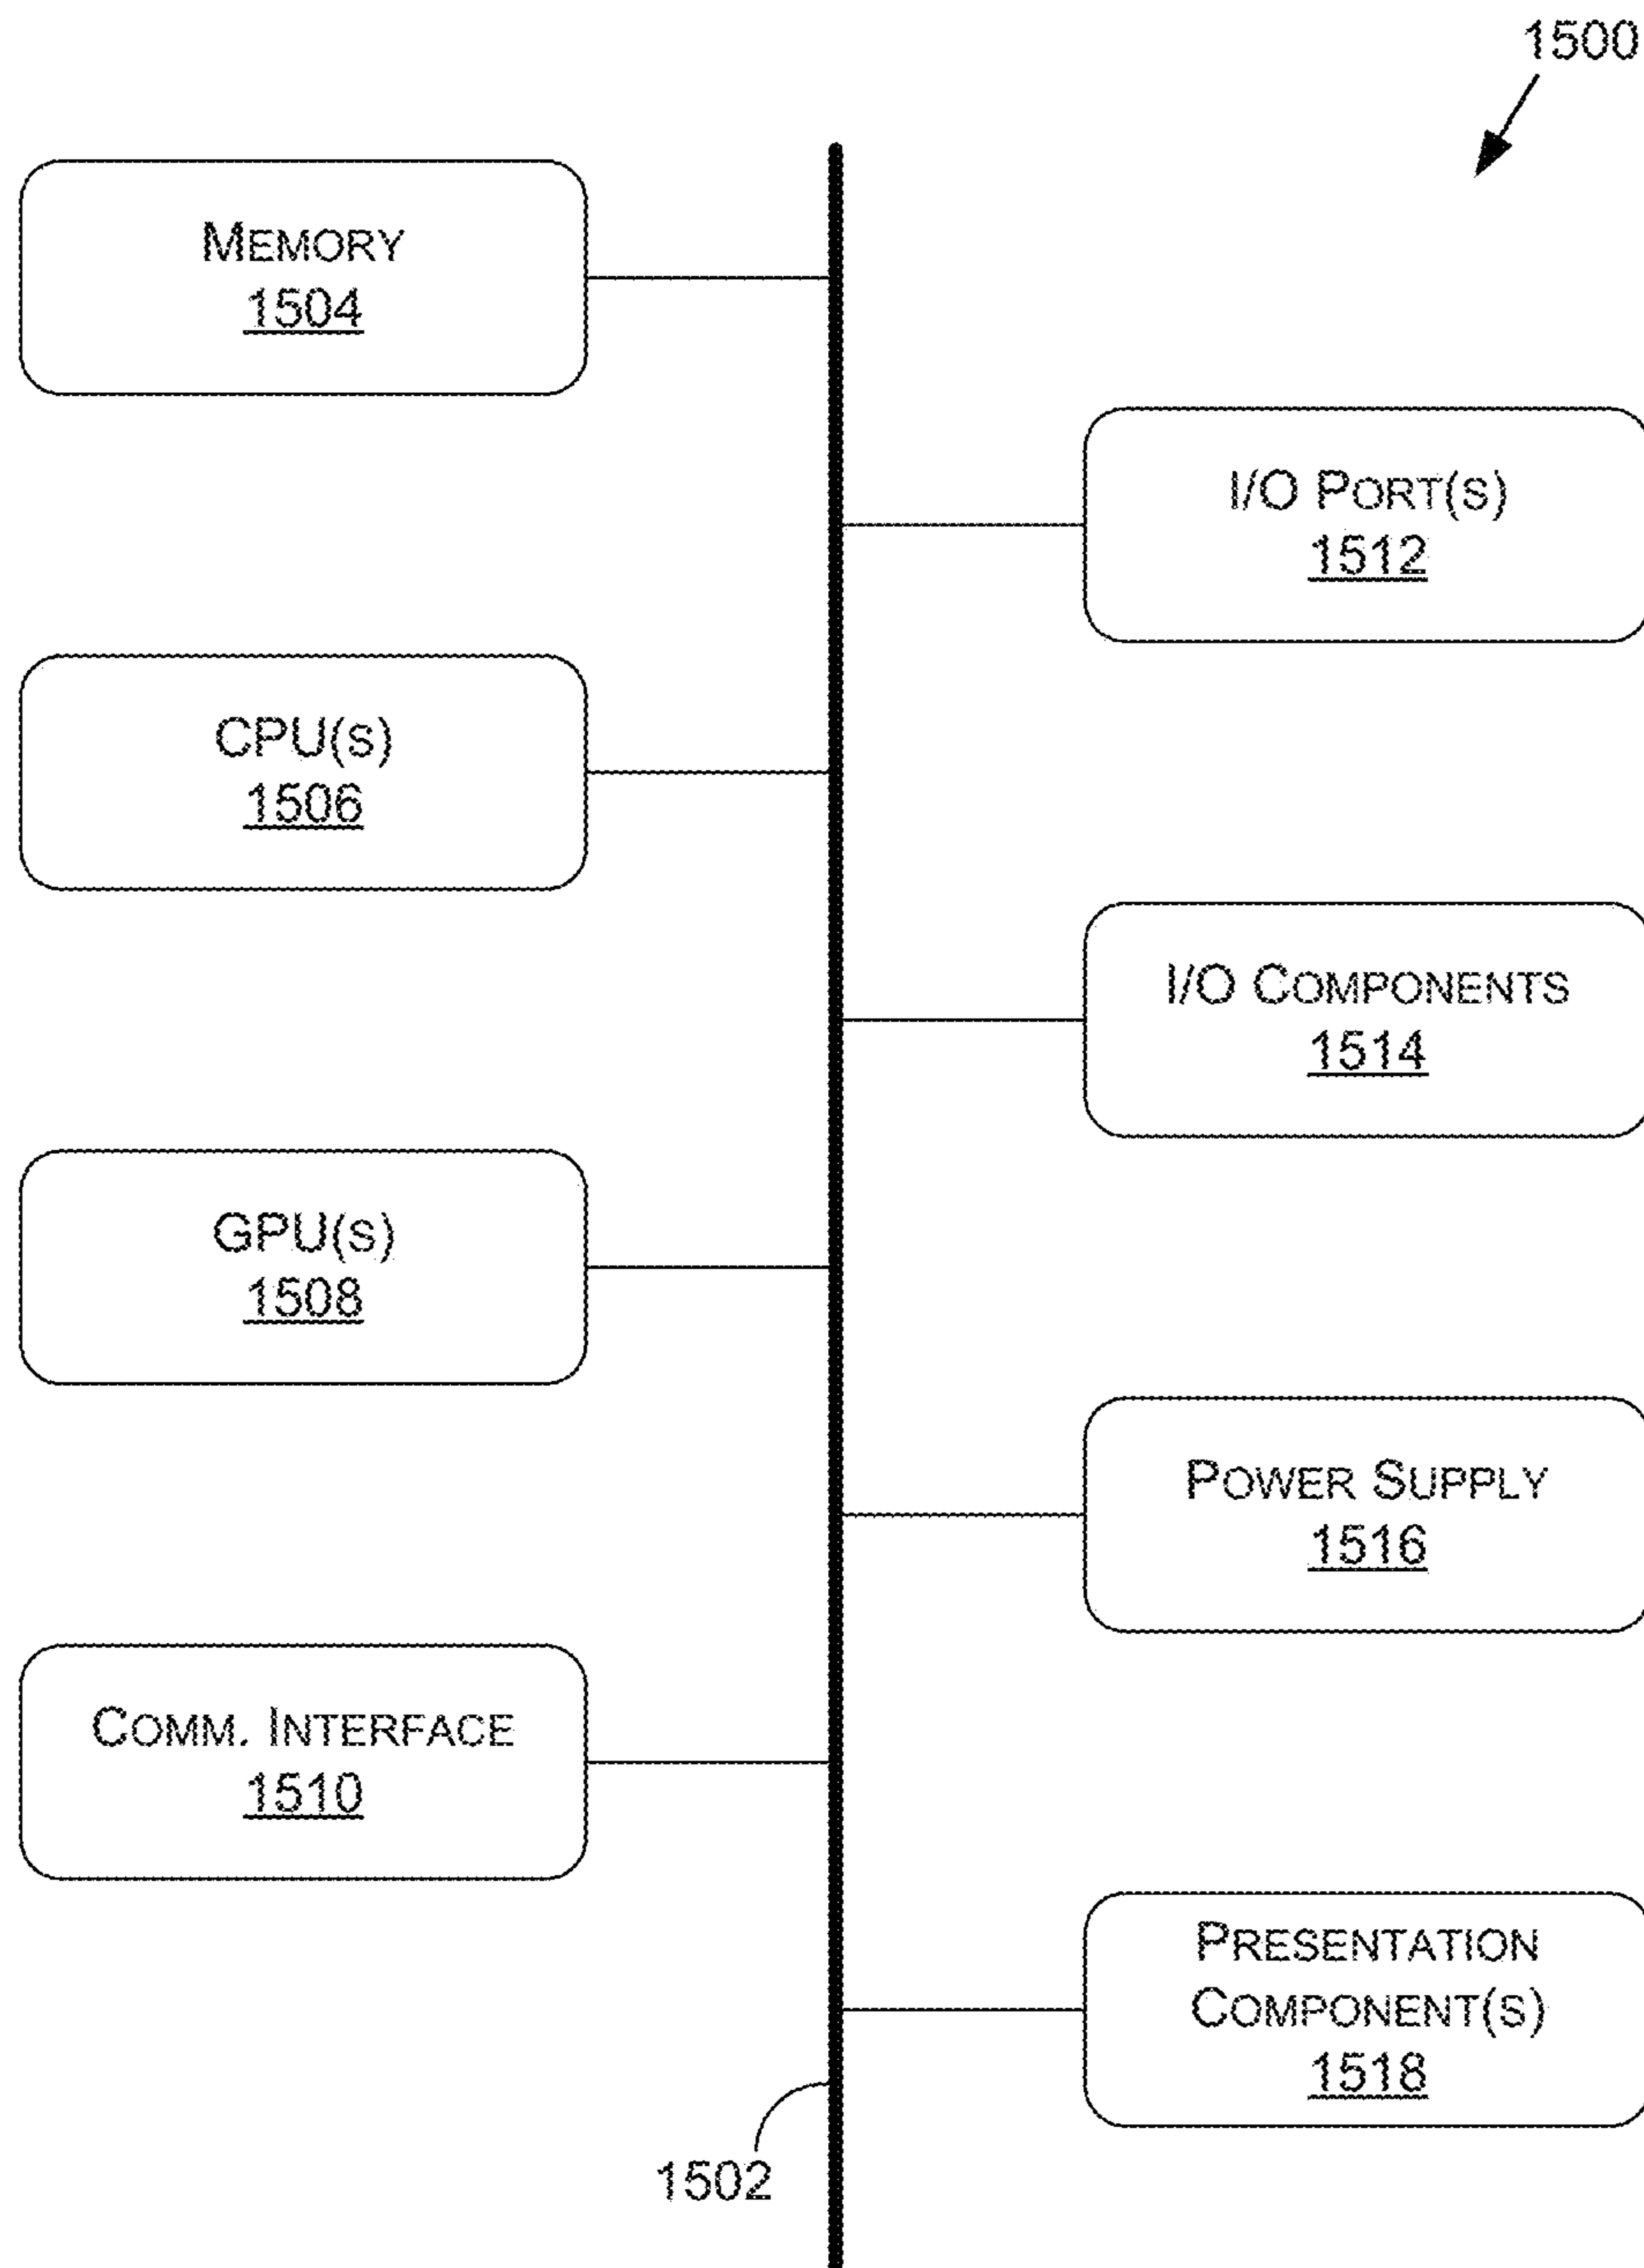 1500
MEMORY
1504
I/O PORT(S)
1512
CPU(S)
1506
I/O COMPONENTS
1514
GPU(S)
1508
POWER SUPPLY
1516
COMM. INTERFACE
1510
PRESENTATION
COMPONENT(S)
1518
1502